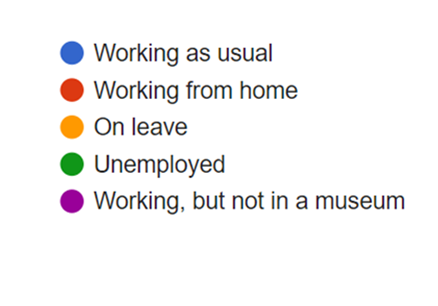 Working as usual
Working from home
On leave
Unemployed
Working, but not in a museum